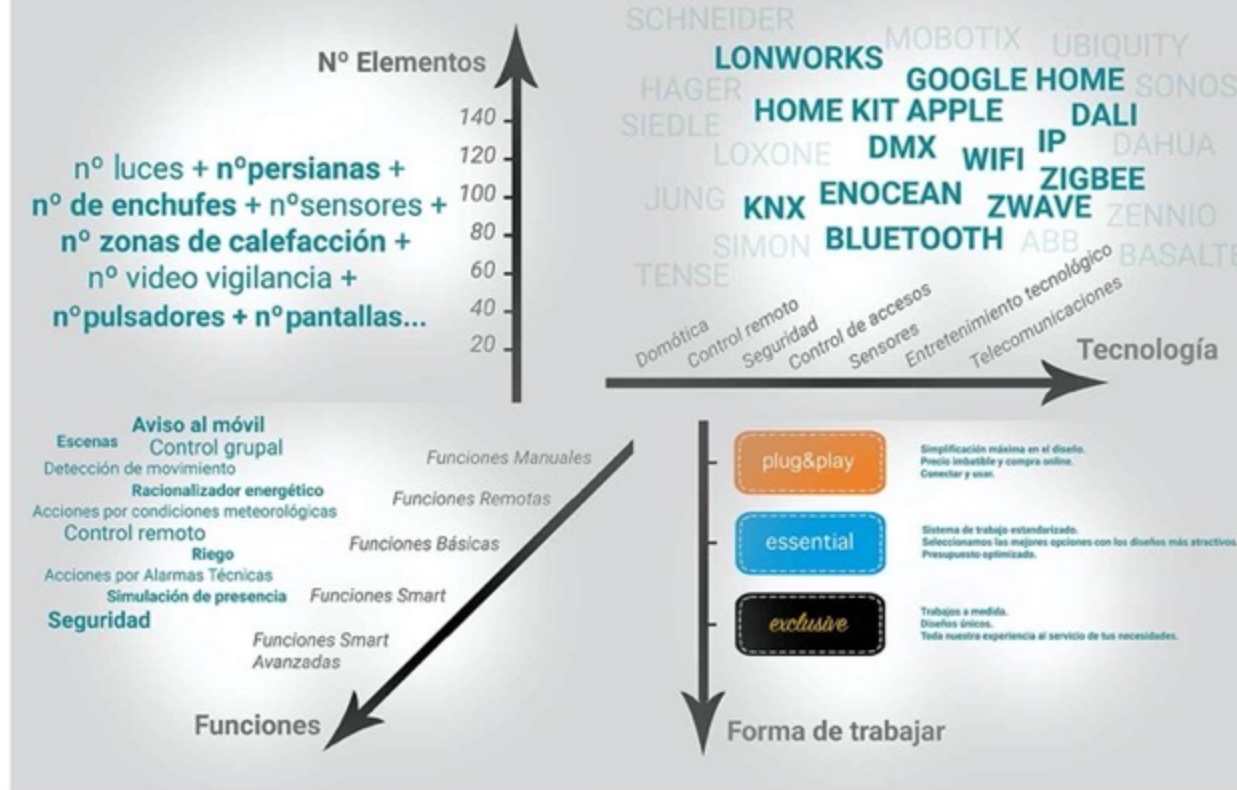 Nº Elementos
140
120
100
80
60
40
20
nº luces + nºpersianas +
nº de enchufes + nºsensores +
nº zonas de calefacción +
nº video vigilancia +
nºpulsadores + nºpantallas...
SCHNEIDER
MOBOTIX
UBIQUITY
LONWORKS
GOOGLE HOME
SONOS
HAGER
HOME KIT APPLE
DALI
SIEDLE
LOXONE
DMX
WIFI
IP
DAHUA
ZIGBEE
JUNG
KNX
ENOCEAN
ZWAVE
ZENNIO
SIMON
BLUETOOTH
ABB
BASALTE
TENSE
Domótica
Control remoto
Seguridad
Control de accesos
Sensores
Entretenimiento tecnológico
Telecomunicaciones
Tecnología
Aviso al móvil
Escenas
Control grupal
Detección de movimiento
Racionalizador energético
Acciones por condiciones meteorológicas
Control remoto
Riego
Acciones por Alarmas Técnicas
Simulación de presencia
Seguridad
Funciones Manuales
Funciones Remotas
Funciones Básicas
Funciones Smart
Funciones Smart
Avanzadas
Funciones
plug&play
Simplificación máxima en el diseño.
Precio imbatible y compra online.
Conectar y usar.
essential
Sistema de trabajo estandarizado.
Seleccionamos las mejores opciones con los diseños más atractivos.
Presupuesto optimizado.
exclusive
Trabajos a medida.
Diseños únicos.
Toda nuestra experiencia al servicio de tus necesidades.
Forma de trabajar